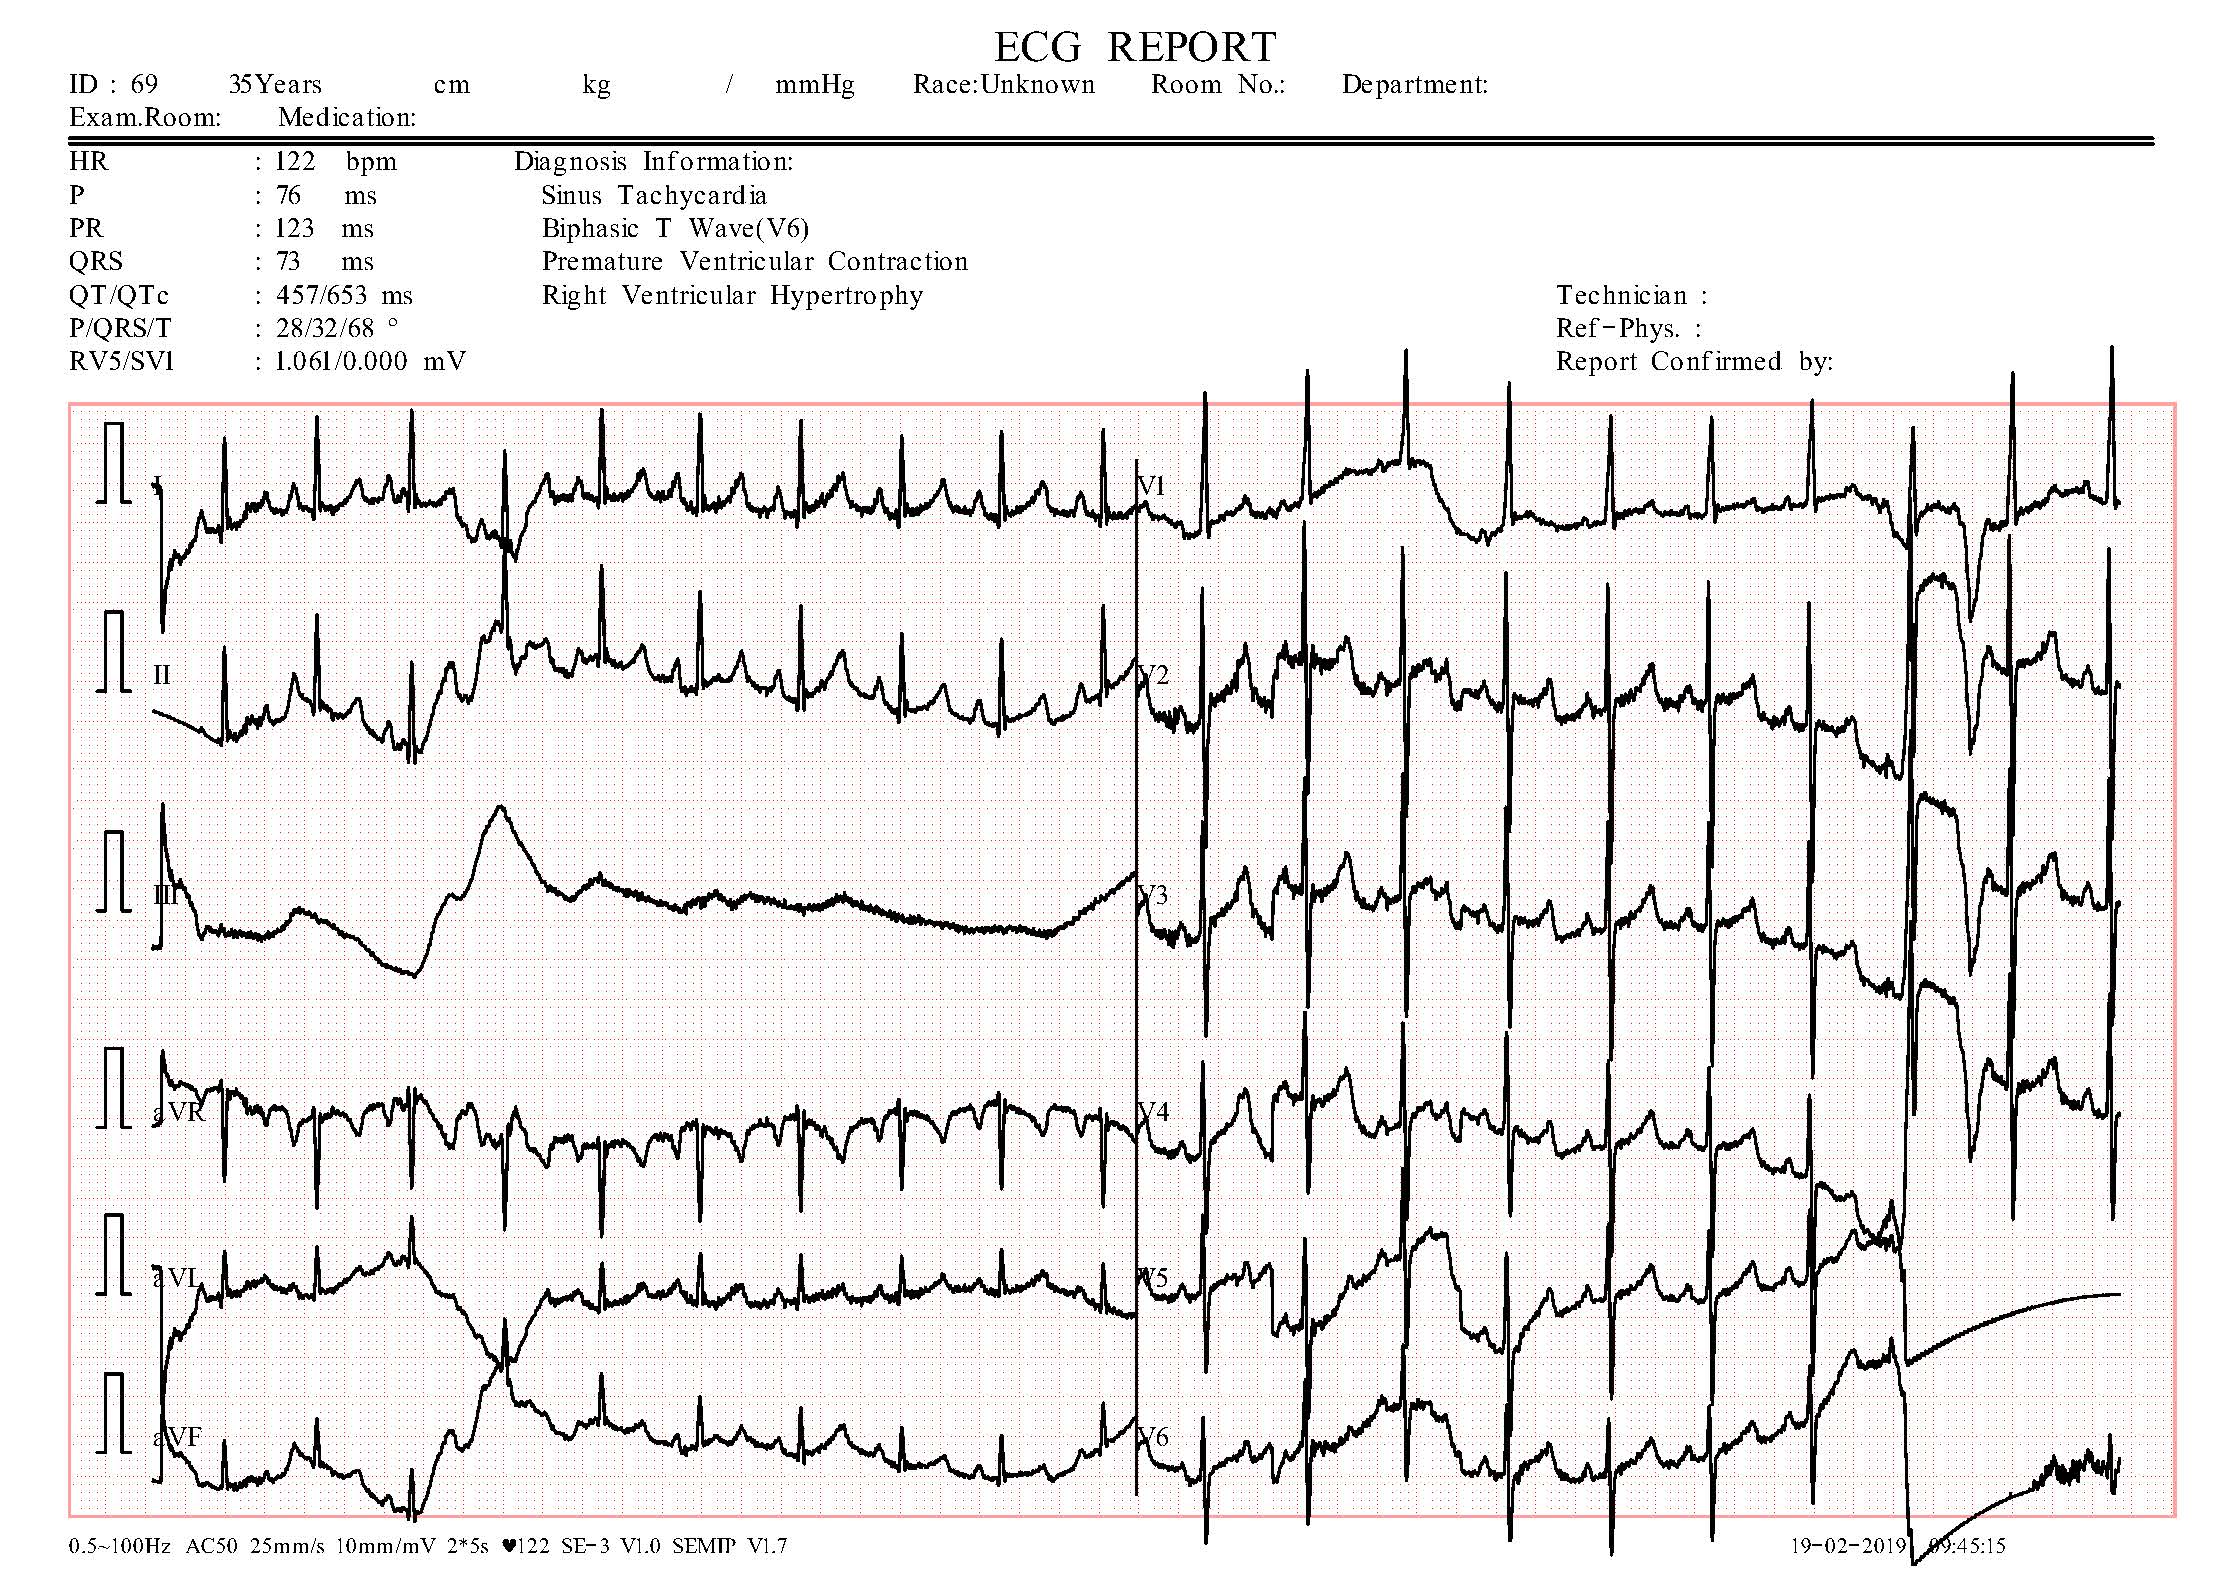 ECG REPORT
ID : 69 35Years cm kg / mmHg Race:Unknown Room No.: Department:
Exam.Room: Medication:
HR : 122 bpm Diagnosis Information:
P : 76 ms Sinus Tachycardia
PR : 123 ms Biphasic T Wave(V6)
QRS : 73 ms Premature Ventricular Contraction
QT/QTc : 457/653 ms Right Ventricular Hypertrophy Technician :
P/QRS/T : 28/32/68 ° Ref-Phys. :
RV5/SV1 : 1.061/0.000 mV Report Confirmed by:
I V1
II V2
III V3
aVR V4
aVL V5
aVF V6
0.5~100Hz AC50 25mm/s 10mm/mV 2*5s ♥122 SE-3 V1.0 SEMIP V1.7 19-02-2019 09:45:15